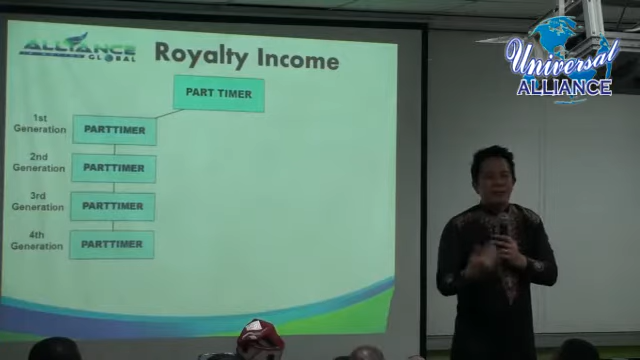 ALLIANCE
GLOBAL
Royalty Income
PART TIMER
1st
Generation
PARTTIMER
2nd
Generation
PARTTIMER
3rd
Generation
PARTTIMER
4th
Generation
PARTTIMER
Universal
ALLIANCE